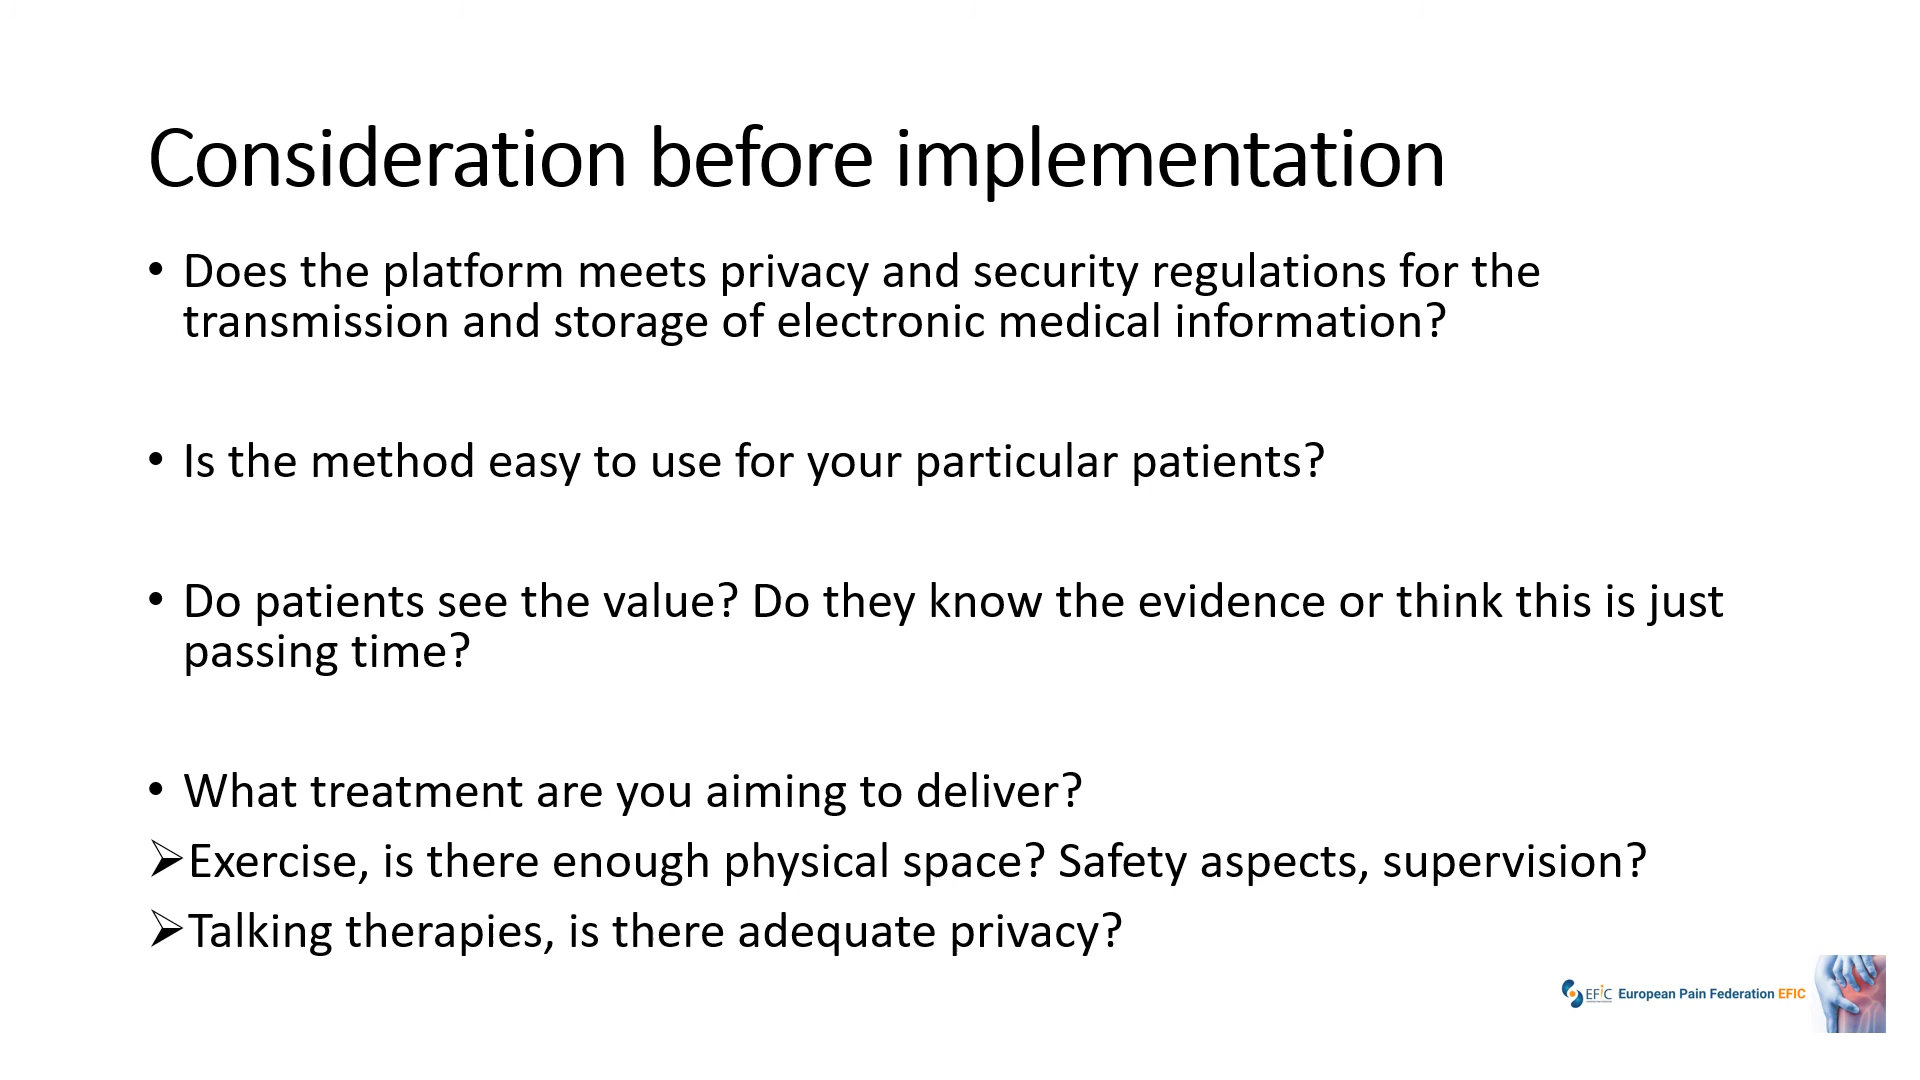 Consideration before implementation
• Does the platform meets privacy and security regulations for the
transmission and storage of electronic medical information?
• Is the method easy to use for your particular patients?
• Do patients see the value? Do they know the evidence or think this is just
passing time?
• What treatment are you aiming to deliver?
➢Exercise, is there enough physical space? Safety aspects, supervision?
➢Talking therapies, is there adequate privacy?
EFIC European Pain Federation EFIC